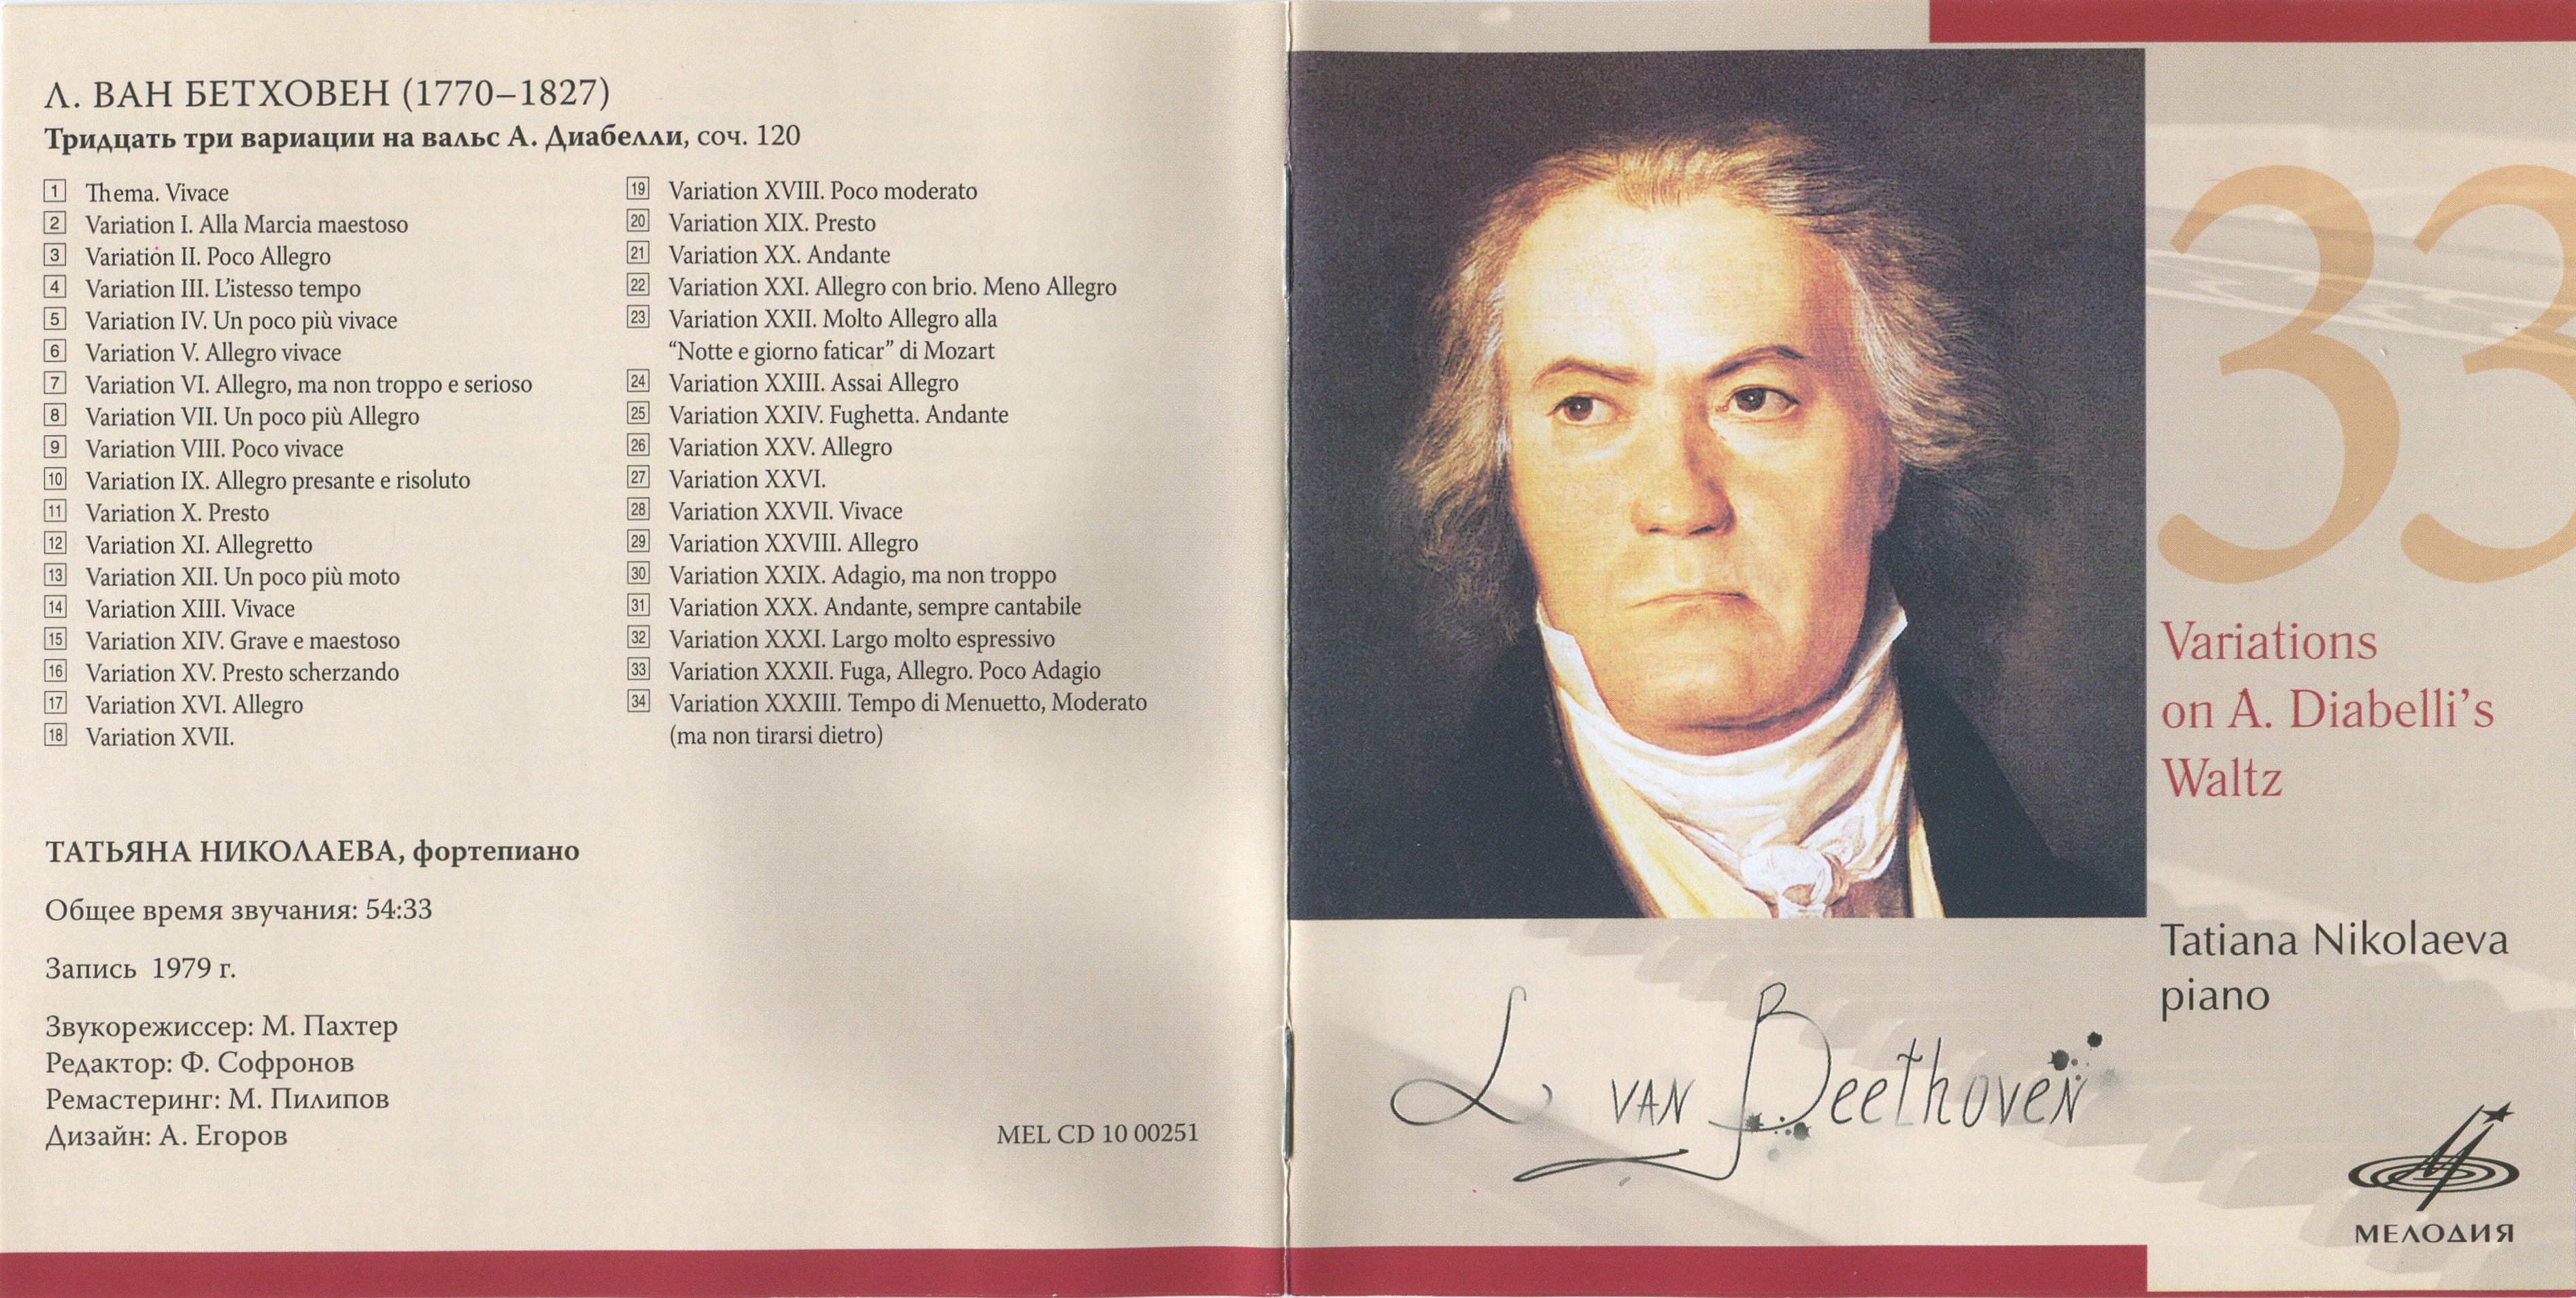 Л. ВАН БЕТХОВЕН (1770–1827)
Тридцать три вариации на вальс А. Диабелли, соч. 120
1 Thema. Vivace
2 Variation I. Alla Marcia maestoso
3 Variation II. Poco Allegro
4 Variation III. L’istesso tempo
5 Variation IV. Un poco più vivace
6 Variation V. Allegro vivace
7 Variation VI. Allegro, ma non troppo e serioso
8 Variation VII. Un poco più Allegro
9 Variation VIII. Poco vivace
10 Variation IX. Allegro presante e risoluto
11 Variation X. Presto
12 Variation XI. Allegretto
13 Variation XII. Un poco più moto
14 Variation XIII. Vivace
15 Variation XIV. Grave e maestoso
16 Variation XV. Presto scherzando
17 Variation XVI. Allegro
18 Variation XVII.
19 Variation XVIII. Poco moderato
20 Variation XIX. Presto
21 Variation XX. Andante
22 Variation XXI. Allegro con brio. Meno Allegro
23 Variation XXII. Molto Allegro alla
“Notte e giorno faticar” di Mozart
24 Variation XXIII. Assai Allegro
25 Variation XXIV. Fughetta. Andante
26 Variation XXV. Allegro
27 Variation XXVI.
28 Variation XXVII. Vivace
29 Variation XXVIII. Allegro
30 Variation XXIX. Adagio, ma non troppo
31 Variation XXX. Andante, sempre cantabile
32 Variation XXXI. Largo molto espressivo
33 Variation XXXII. Fuga, Allegro. Poco Adagio
34 Variation XXXIII. Tempo di Menuetto, Moderato
(ma non tirarsi dietro)
ТАТЬЯНА НИКОЛАЕВА, фортепиано
Общее время звучания: 54:33
Запись 1979 г.
Звукорежиссер: М. Пахтер
Редактор: Ф. Софронов
Ремастеринг: М. Пилипов
Дизайн: А. Егоров
MEL CD 10 00251
33
Variations
on A. Diabelli’s
Waltz
Tatiana Nikolaeva
piano
L van Beethoven
МЕЛОДИЯ